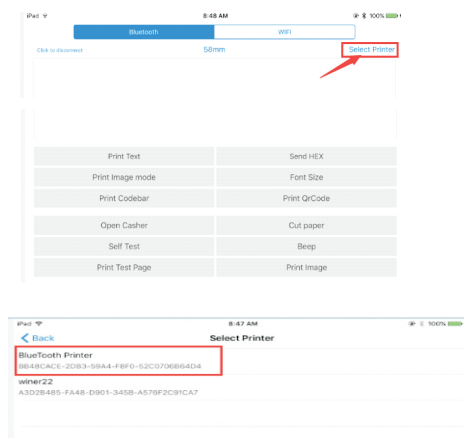 iPad 8:48 AM 100%
Bluetooth WIFI
Click to disconnect 58mm Select Printer
Print Text Send HEX
Print Image mode Font Size
Print Codebar Print QrCode
Open Casher Cut paper
Self Test Beep
Print Test Page Print Image
iPad 8:47 AM 100%
Back Select Printer
BlueTooth Printer
BB48CACE-2DB3-59A4-FBF0-52C0706B64D4
winer22
A3D2B485-FA48-D901-345B-A576F2C91CA7